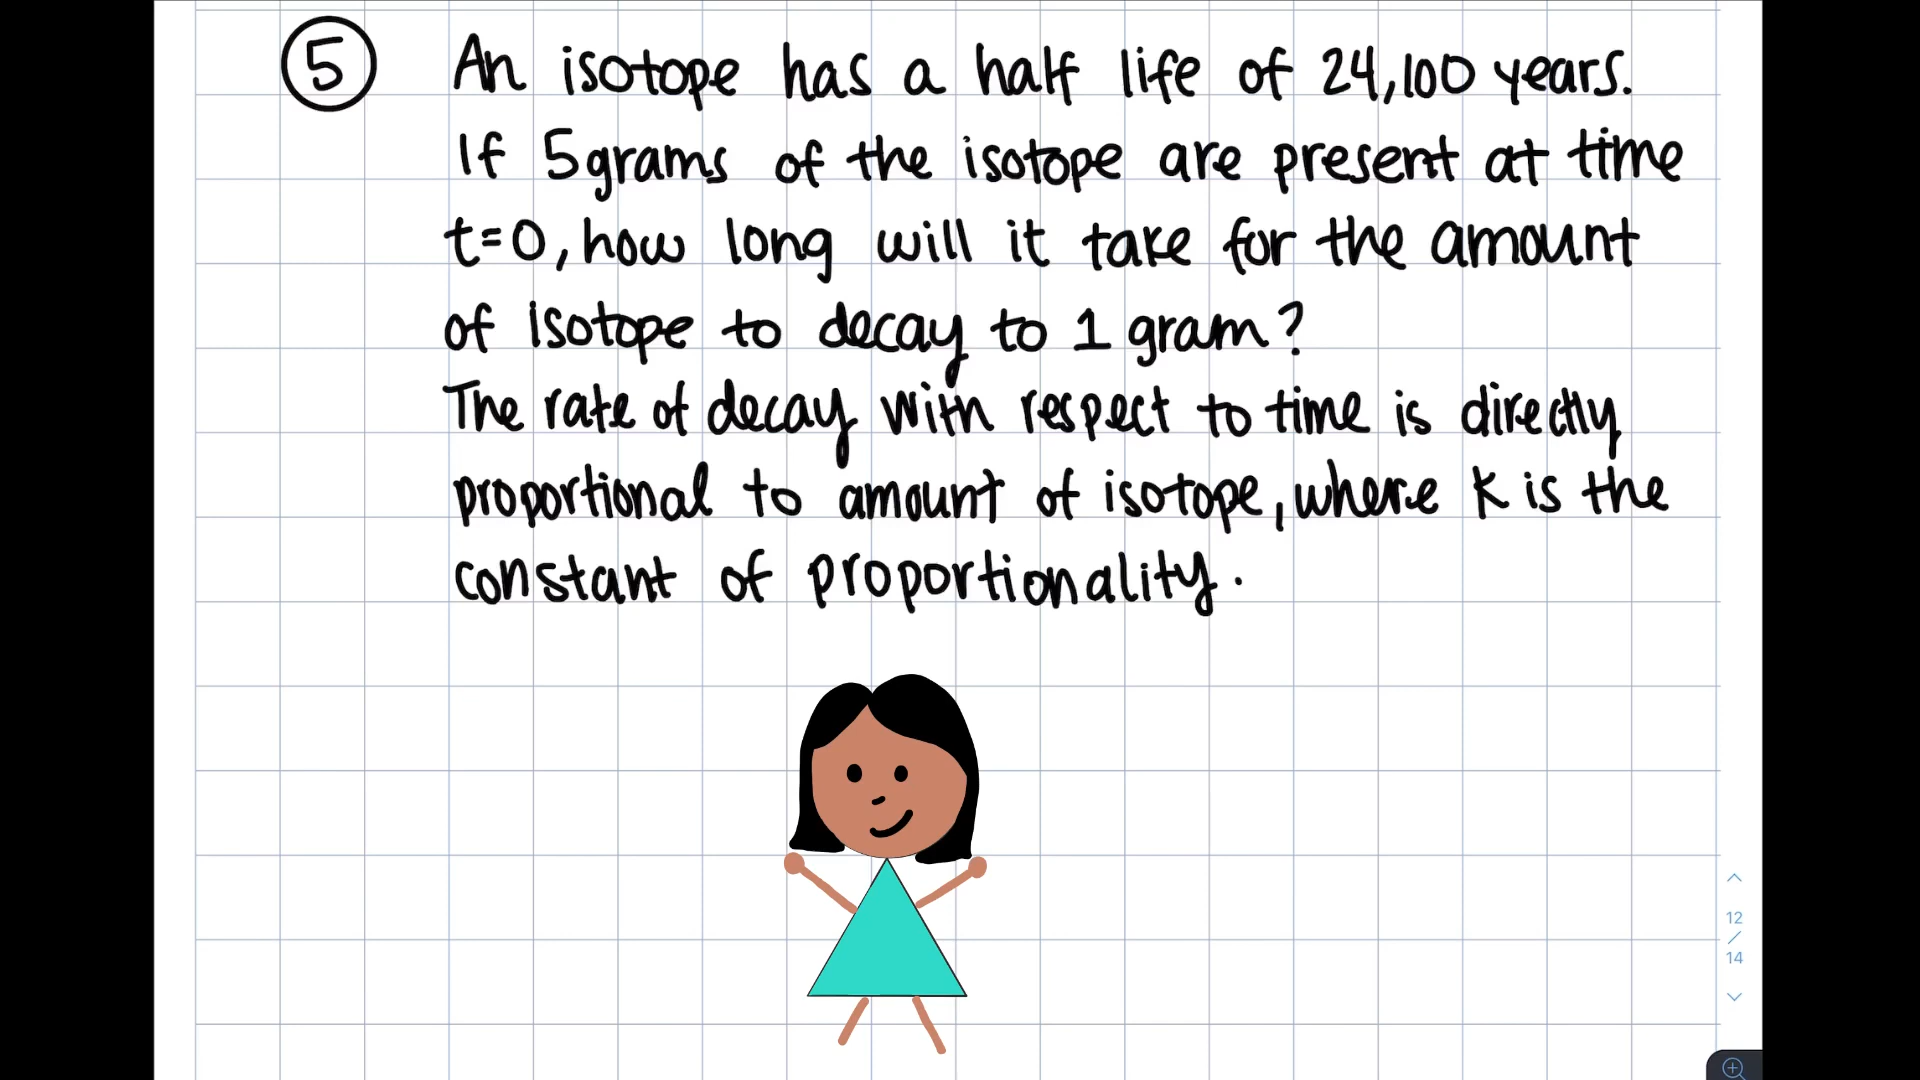 5 An isotope has a half life of 24,100 years.
If 5grams of the isotope are present at time
t=0, how long will it take for the amount
of isotope to decay to 1 gram?
The rate of decay with respect to time is directly
proportional to amount of isotope, where K is the
constant of proportionality.
12
/
14